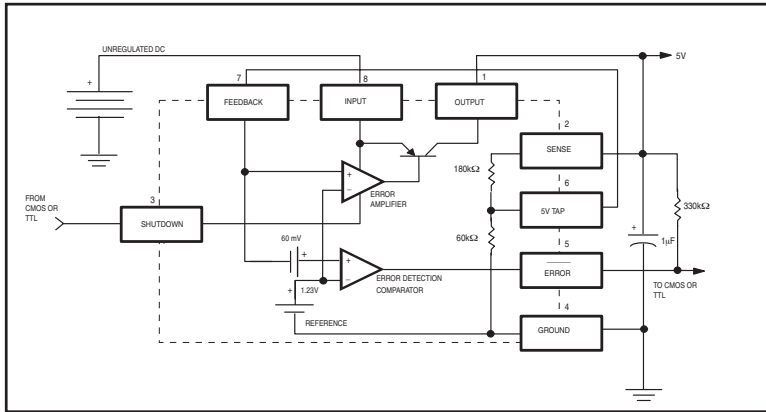 UNREGULATED DC
7
8
1
5V
+
FEEDBACK
INPUT
OUTPUT
2
SENSE
180kΩ
+
−
ERROR
AMPLIFIER
6
5V TAP
330kΩ
FROM
CMOS OR
TTL
3
SHUTDOWN
60kΩ
+
1µF
60 mV
+
+
−
ERROR DETECTION
COMPARATOR
5
ERROR
TO CMOS OR
TTL
+
1.23V
4
REFERENCE
GROUND